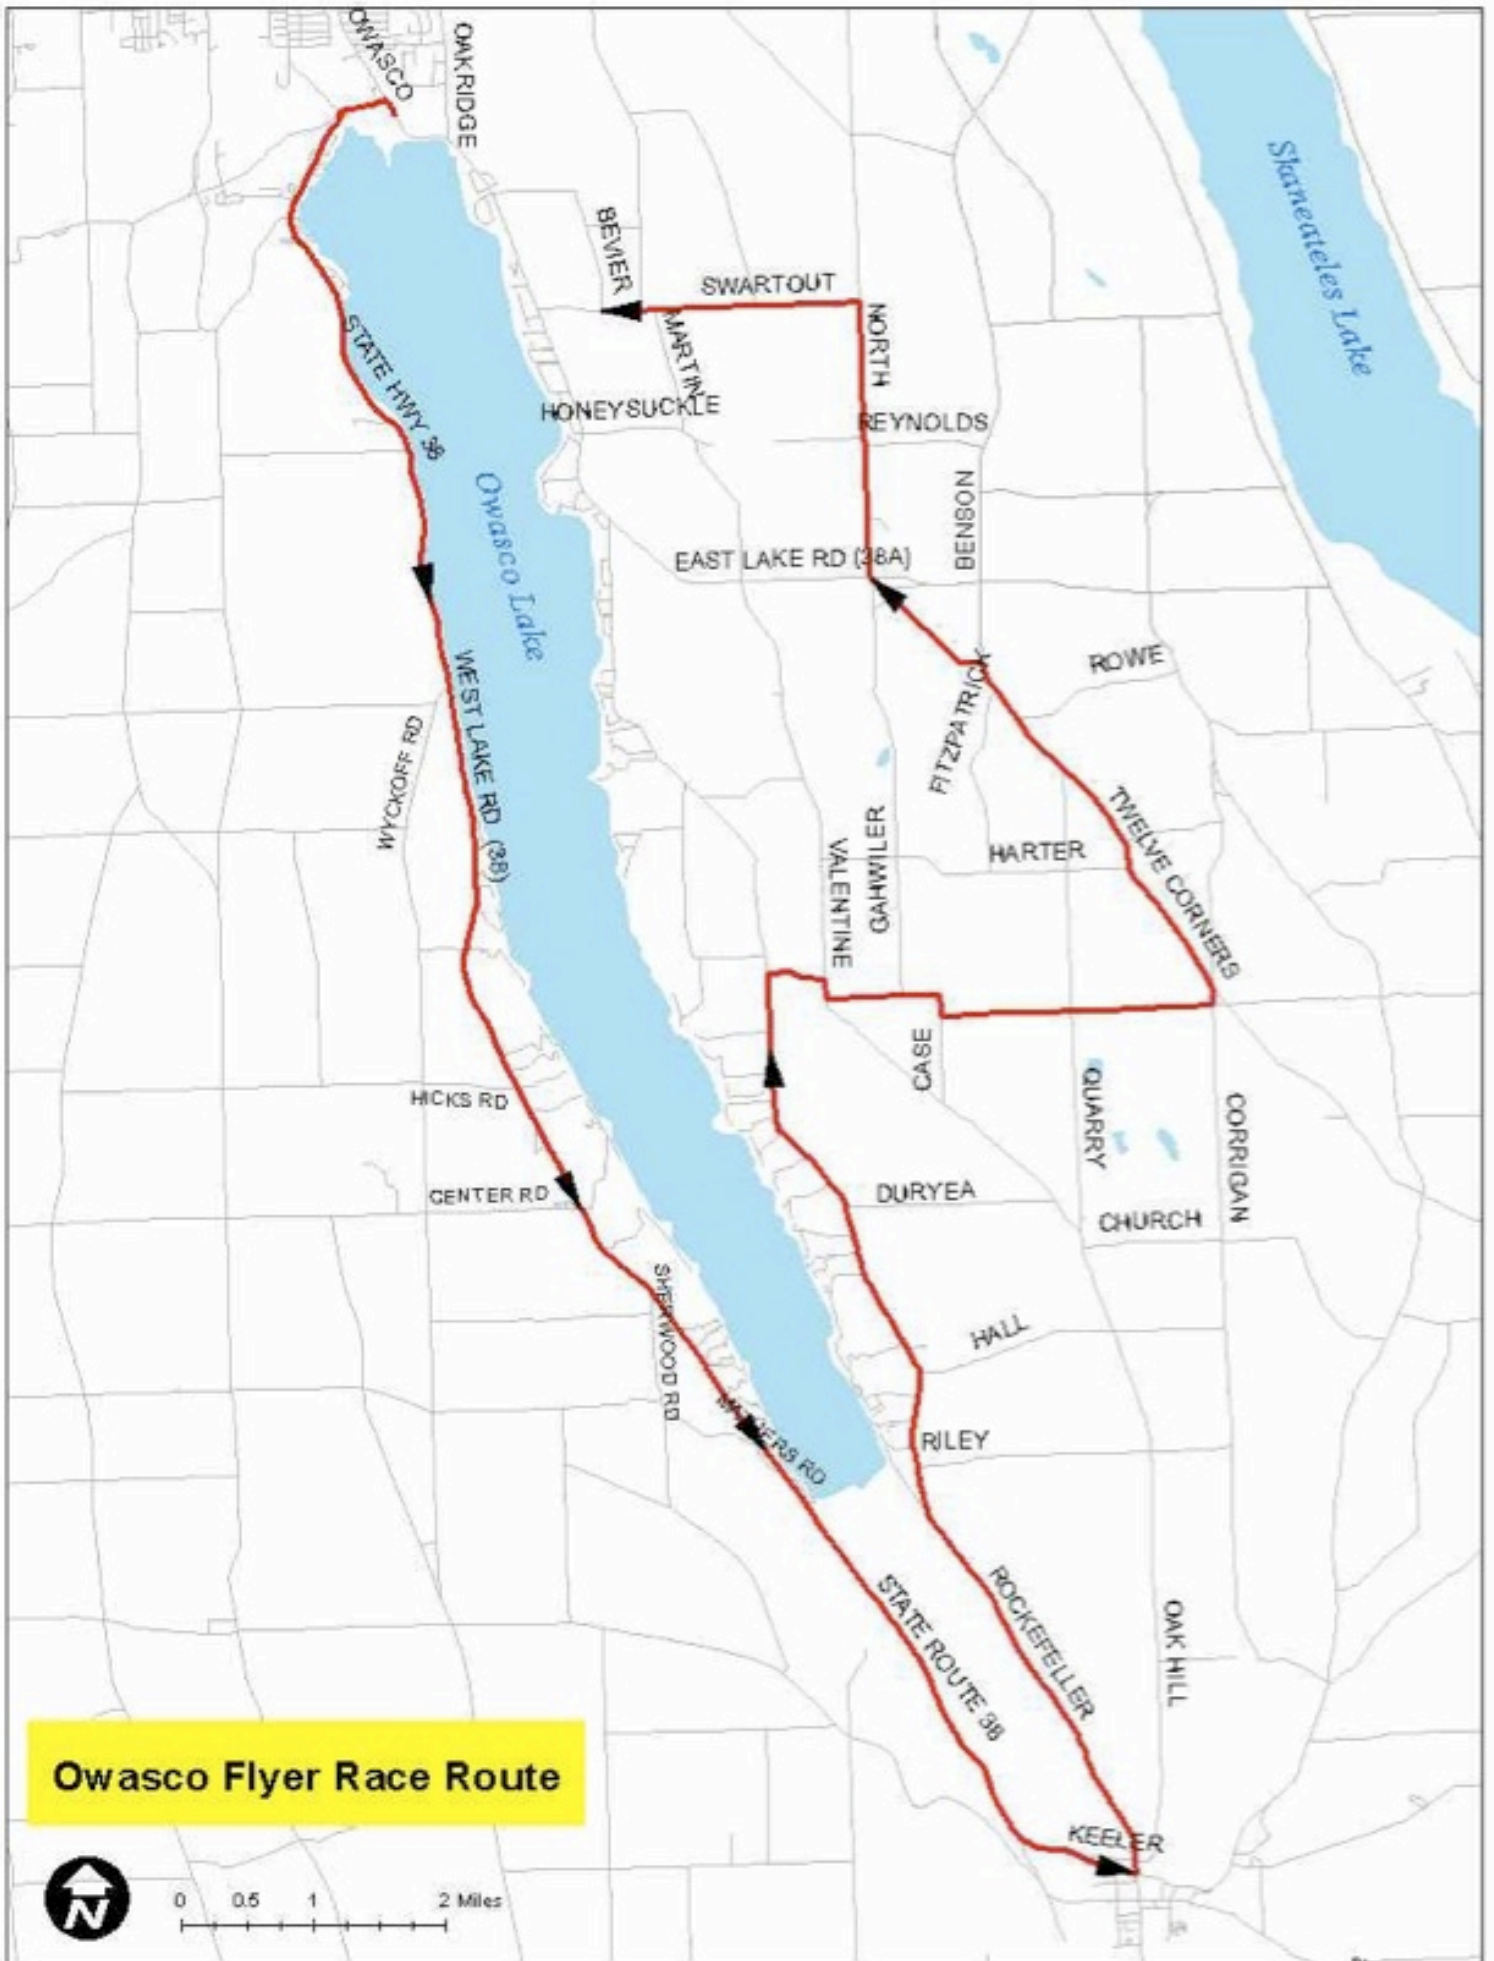 OWASCO
OAKRIDGE
Skaneateles Lake
BEVIER
SWARTOUT
NORTH
MARTIN
STATE HWY 38
HONEYSUCKLE
REYNOLDS
Owasco Lake
BENSON
EAST LAKE RD (38A)
ROWE
FITZPATRICK
WEST LAKE RD (38)
WYCKOFF RD
TWELVE CORNERS
HARTER
VALENTINE
GAHWILER
CASE
QUARRY
CORRIGAN
HICKS RD
CENTER RD
DURYEA
CHURCH
SHERWOOD RD
HALL
RD
RILEY
ROCKEFELLER
STATE ROUTE 38
OAK HILL
Owasco Flyer Race Route
KEELER
N
0 0.5 1 2 Miles